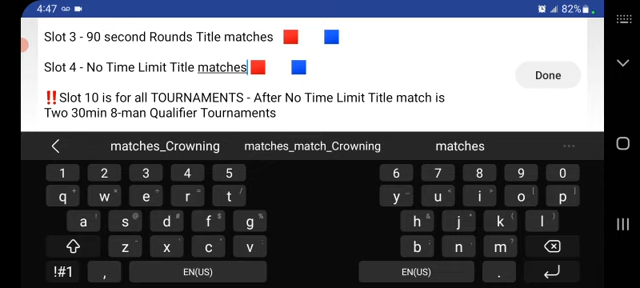 4:47
82%
Slot 3 - 90 second Rounds Title matches
Slot 4 - No Time Limit Title matches
Done
‼Slot 10 is for all TOURNAMENTS - After No Time Limit Title match is
Two 30min 8-man Qualifier Tournaments
matches_Crowning matches_match_Crowning matches ...
1 2 3 4 5 6 7 8 9 0
q w e r t y u i o p
a s d f g h j k l
z x c v b n m
!#1 , EN(US) EN(US) .